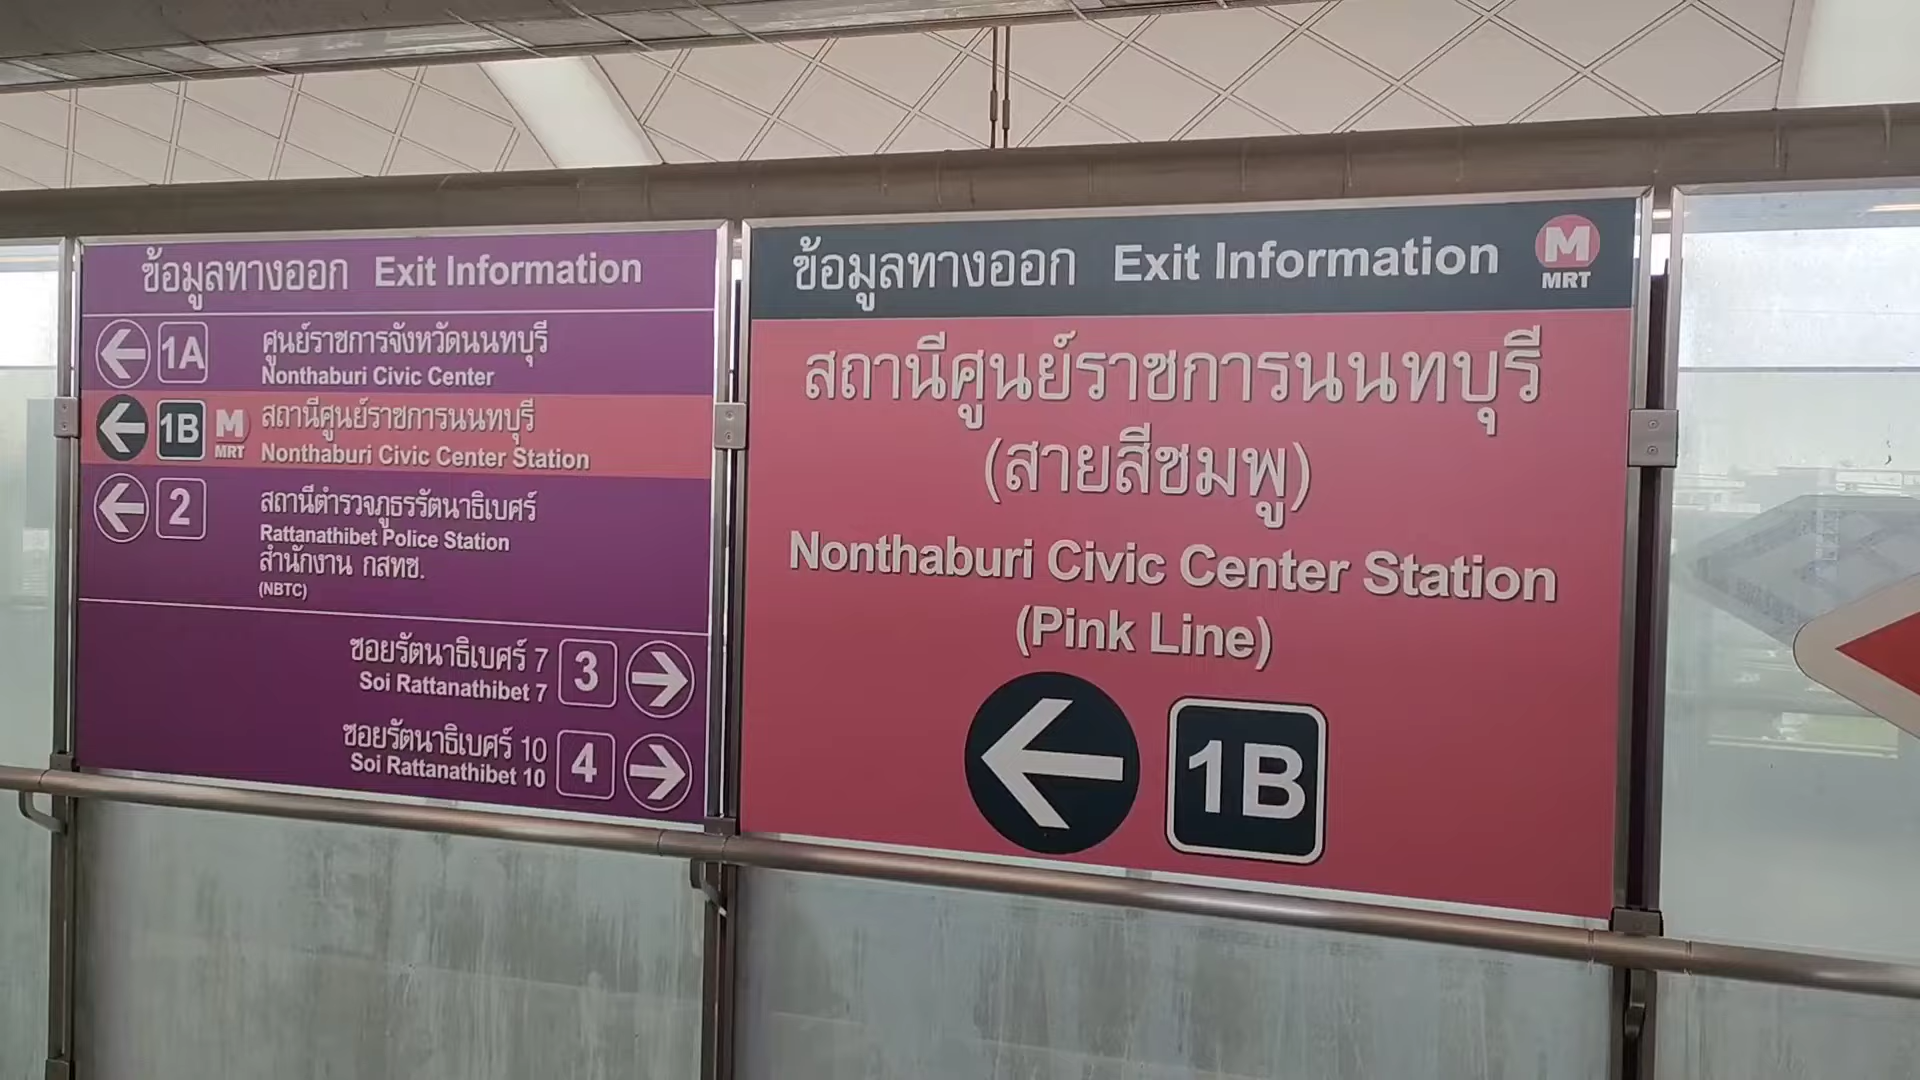 ข้อมูลทางออก Exit Information
1A ศูนย์ราชการจังหวัดนนทบุรี
Nonthaburi Civic Center
1B M MRT สถานีศูนย์ราชการนนทบุรี
Nonthaburi Civic Center Station
2 สถานีตำรวจภูธรรัตนาธิเบศร์
Rattanathibet Police Station
สำนักงาน กสทช.
(NBTC)
ซอยรัตนาธิเบศร์ 7 3
Soi Rattanathibet 7
ซอยรัตนาธิเบศร์ 10 4
Soi Rattanathibet 10
ข้อมูลทางออก Exit Information M MRT
สถานีศูนย์ราชการนนทบุรี
(สายสีชมพู)
Nonthaburi Civic Center Station
(Pink Line)
1B